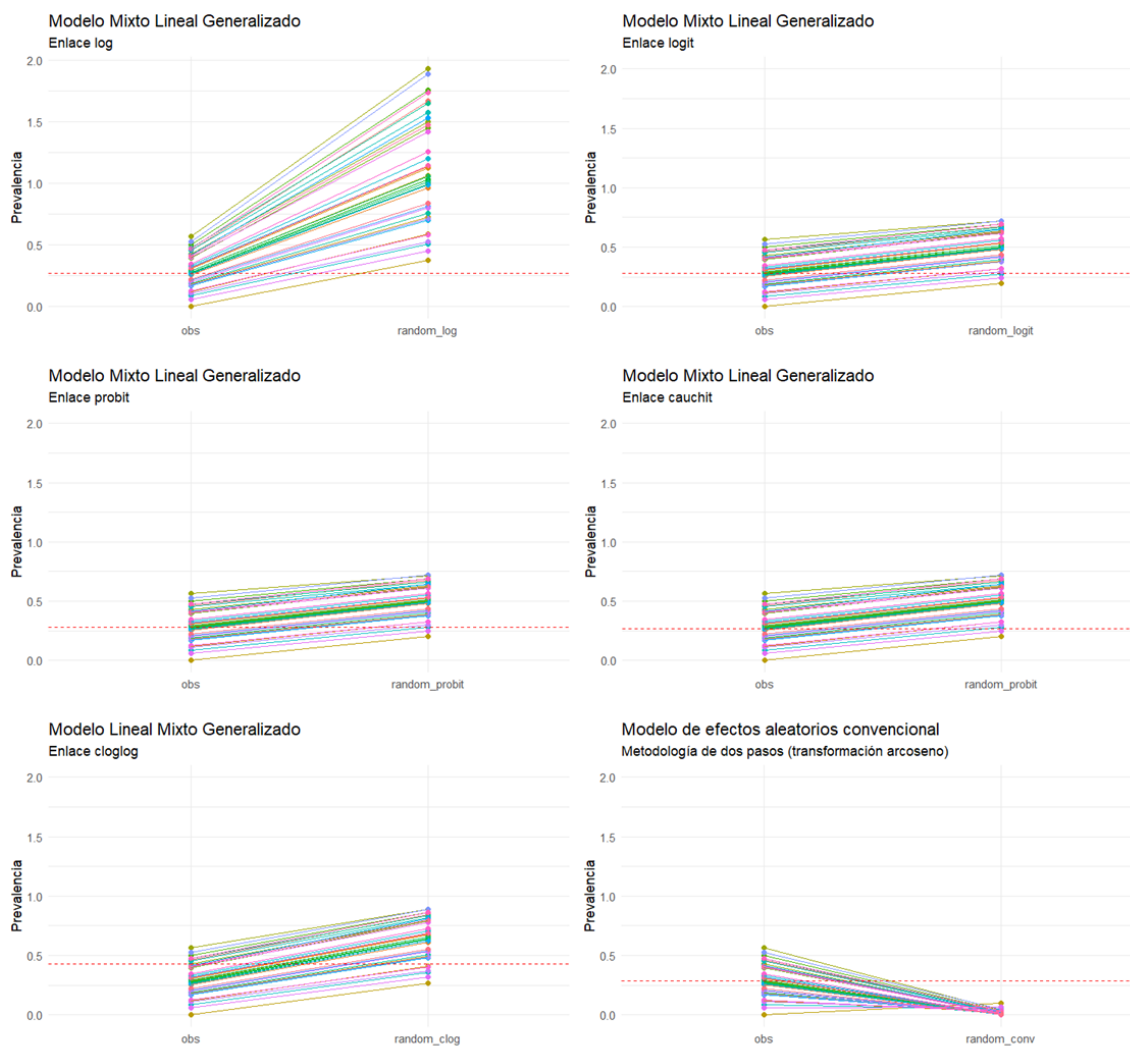 Modelo Mixto Lineal Generalizado
Enlace log
2.0
1.5
1.0
0.5
0.0
Prevalencia
obs
random_log
Modelo Mixto Lineal Generalizado
Enlace logit
2.0
1.5
1.0
0.5
0.0
Prevalencia
obs
random_logit
Modelo Mixto Lineal Generalizado
Enlace probit
2.0
1.5
1.0
0.5
0.0
Prevalencia
obs
random_probit
Modelo Mixto Lineal Generalizado
Enlace cauchit
2.0
1.5
1.0
0.5
0.0
Prevalencia
obs
random_probit
Modelo Lineal Mixto Generalizado
Enlace cloglog
2.0
1.5
1.0
0.5
0.0
Prevalencia
obs
random_clog
Modelo de efectos aleatorios convencional
Metodología de dos pasos (transformación arcoseno)
2.0
1.5
1.0
0.5
0.0
Prevalencia
obs
random_conv